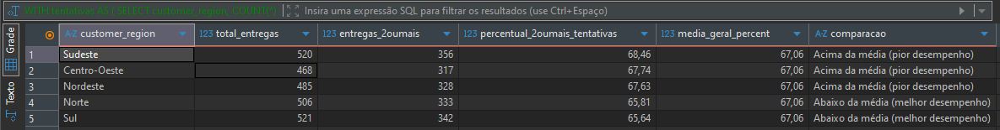 WITH tentativas AS ( SELECT customer_region, COUNT(*) Insira uma expressão SQL para filtrar os resultados (use Ctrl+Espaço)
Grade
Texto
A-Z customer_region 123 total_entregas 123 entregas_2oumais 123 percentual_2oumais_tentativas 123 media_geral_percent A-Z comparacao
1 Sudeste 520 356 68,46 67,06 Acima da média (pior desempenho)
2 Centro-Oeste 468 317 67,74 67,06 Acima da média (pior desempenho)
3 Nordeste 485 328 67,63 67,06 Acima da média (pior desempenho)
4 Norte 506 333 65,81 67,06 Abaixo da média (melhor desempenho)
5 Sul 521 342 65,64 67,06 Abaixo da média (melhor desempenho)